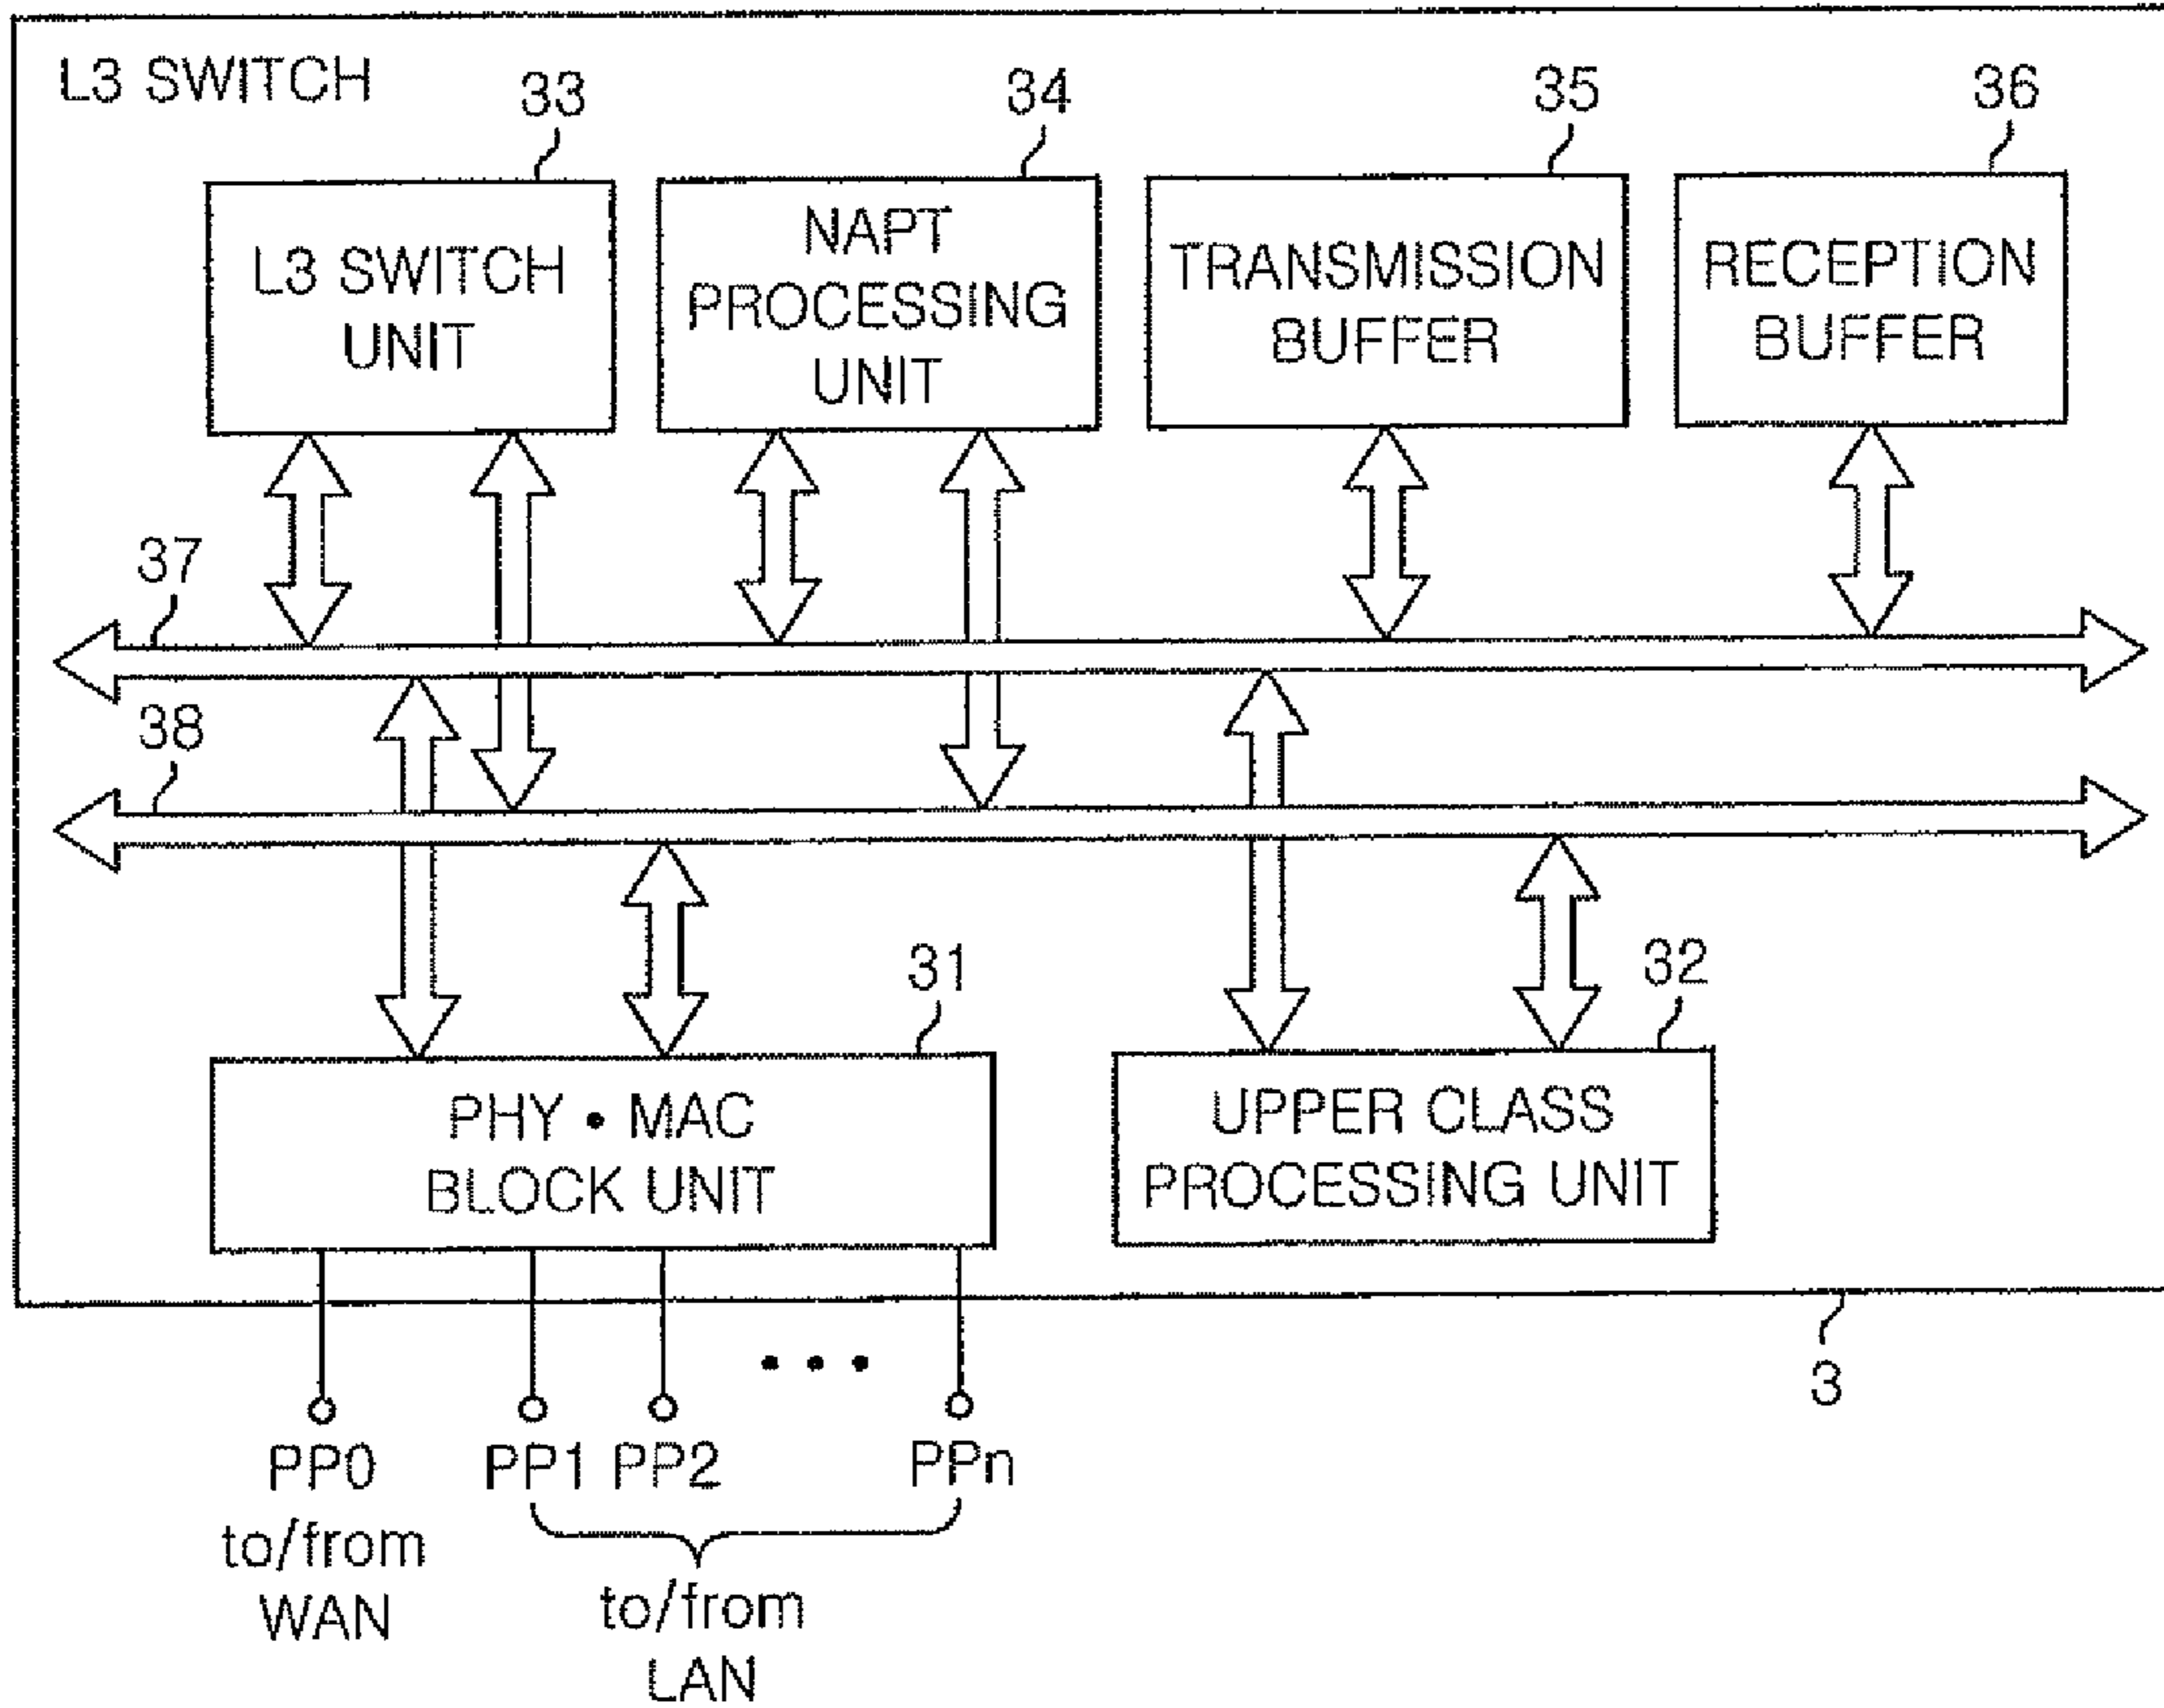 L3 SWITCH
33
34
35
36
L3 SWITCH
UNIT
NAPT
PROCESSING
UNIT
TRANSMISSION
BUFFER
RECEPTION
BUFFER
37
38
31
32
PHY • MAC
BLOCK UNIT
UPPER CLASS
PROCESSING UNIT
• • •
3
PP0
PP1
PP2
PPn
to/from
WAN
to/from
LAN